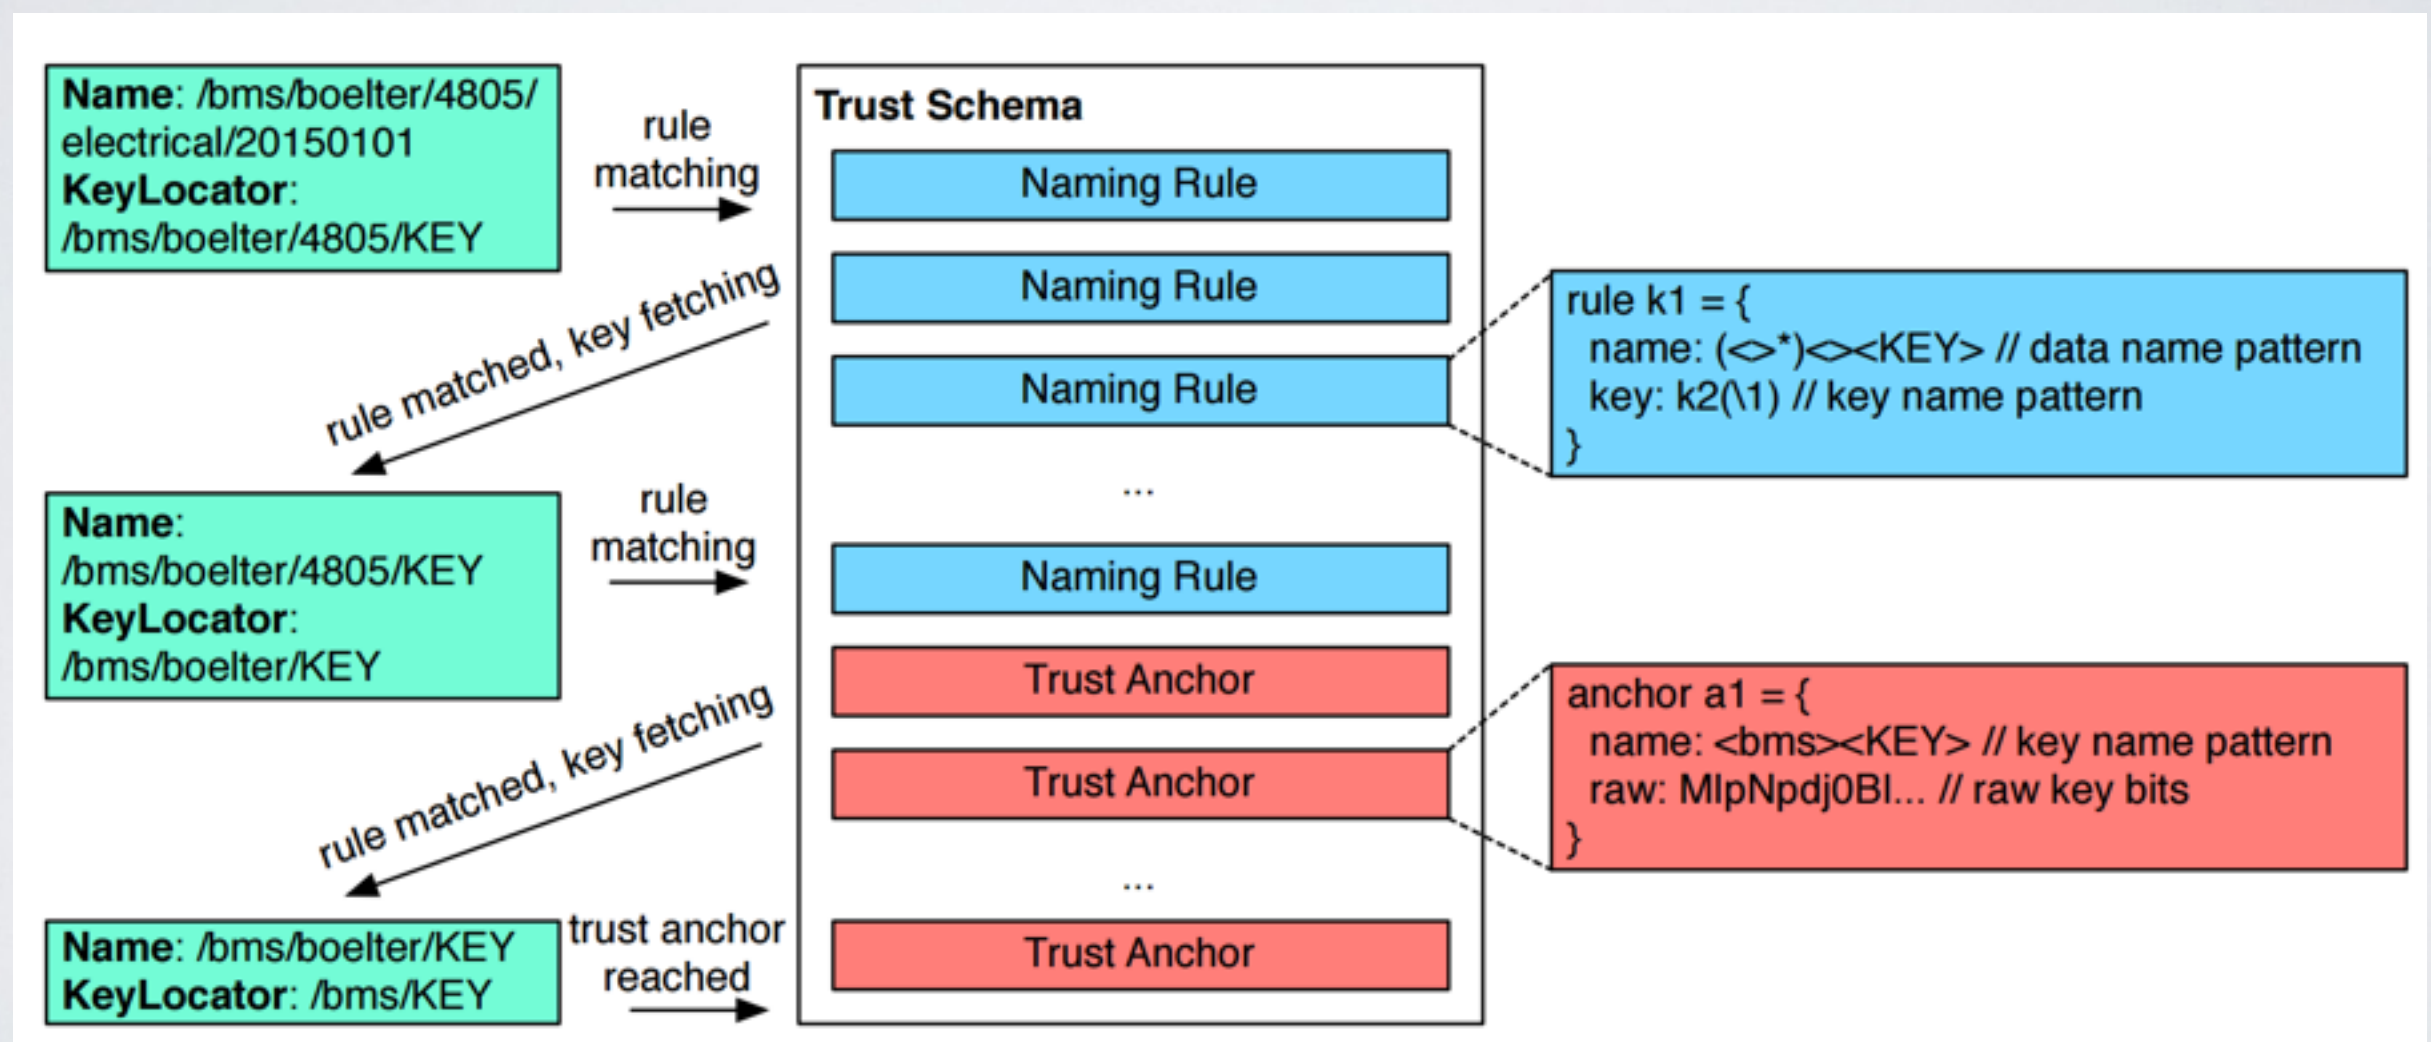 Name: /bms/boelter/4805/
electrical/20150101
KeyLocator:
/bms/boelter/4805/KEY
rule
matching
rule matched, key fetching
Name:
/bms/boelter/4805/KEY
KeyLocator:
/bms/boelter/KEY
rule
matching
rule matched, key fetching
Name: /bms/boelter/KEY
KeyLocator: /bms/KEY
trust anchor
reached
Trust Schema
Naming Rule
Naming Rule
Naming Rule
...
Naming Rule
Trust Anchor
Trust Anchor
...
Trust Anchor
rule k1 = {
name: (<>*)<><KEY> // data name pattern
key: k2(\1) // key name pattern
}
anchor a1 = {
name: <bms><KEY> // key name pattern
raw: MIpNpdj0BI... // raw key bits
}